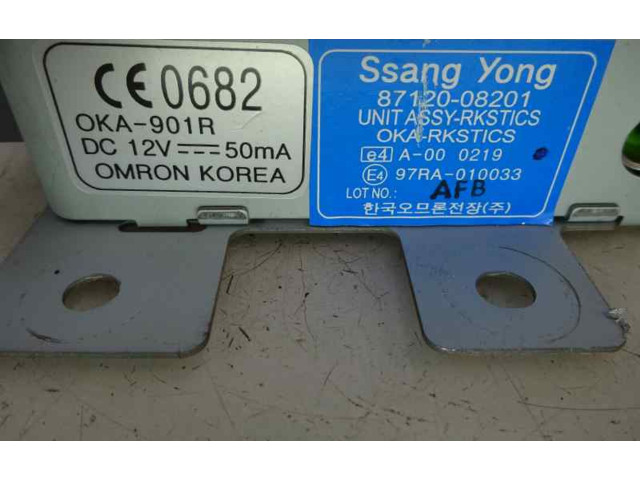 CE0682
OKA-901R
DC 12V 50mA
OMRON KOREA
Ssang Yong
87120-08201
UNIT ASSY-RKSTICS
OKA-RKSTICS
e4 A-00 0219
E4 97RA-010033
LOT NO.: AFB
한국오므론전장(주)